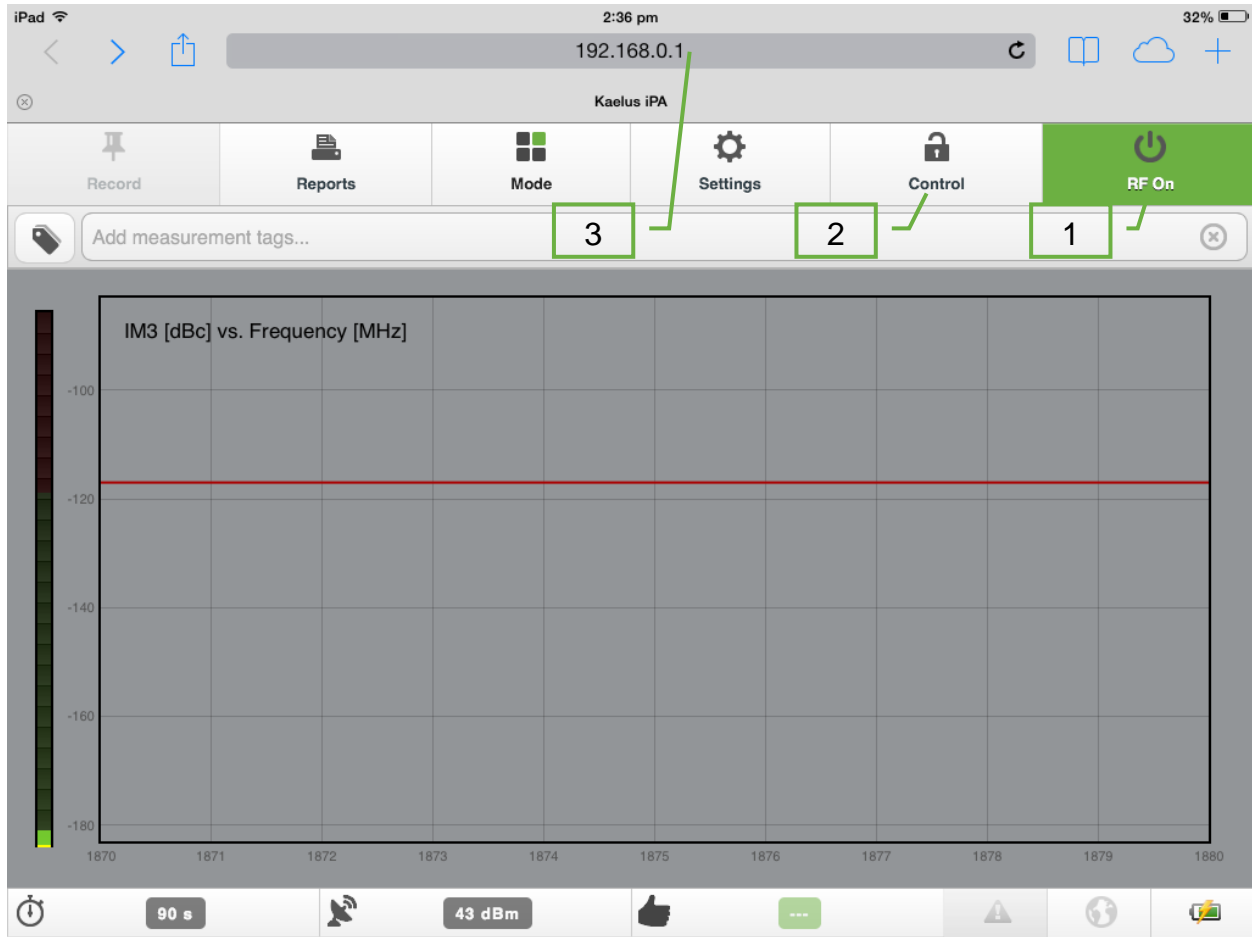 iPad 2:36 pm 32%
192.168.0.1
Kaelus iPA
Record Reports Mode Settings Control RF On
Add measurement tags... 3 2 1
IM3 [dBc] vs. Frequency [MHz]
-100
-120
-140
-160
-180
1870 1871 1872 1873 1874 1875 1876 1877 1878 1879 1880
90 s 43 dBm ---